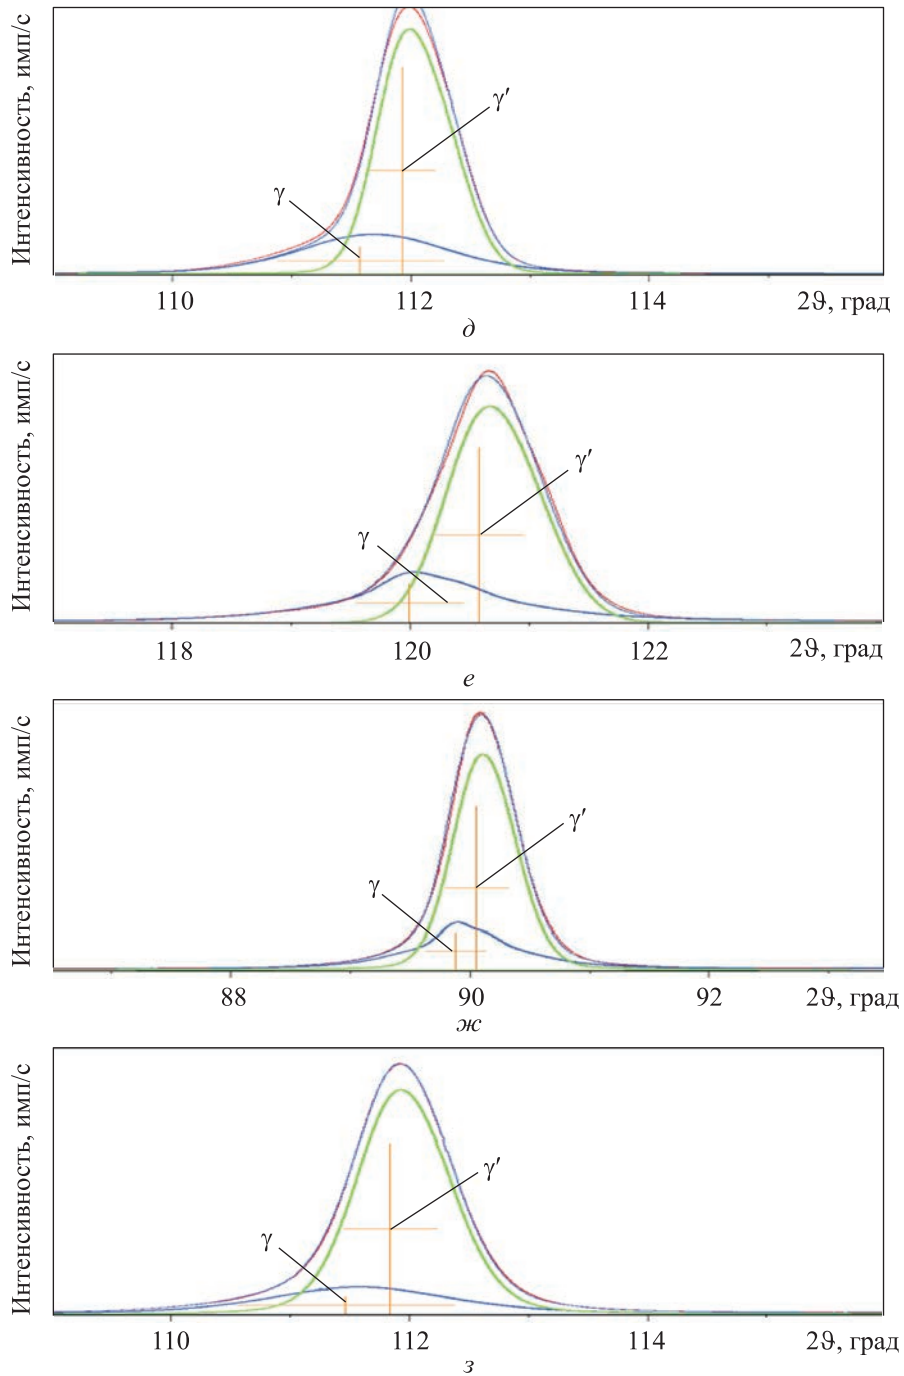 Интенсивность, имп/с
γ′
γ
110 112 114 2ϑ, град
д
Интенсивность, имп/с
γ′
γ
118 120 122 2ϑ, град
е
Интенсивность, имп/с
γ′
γ
88 90 92 2ϑ, град
ж
Интенсивность, имп/с
γ′
γ
110 112 114 2ϑ, град
з